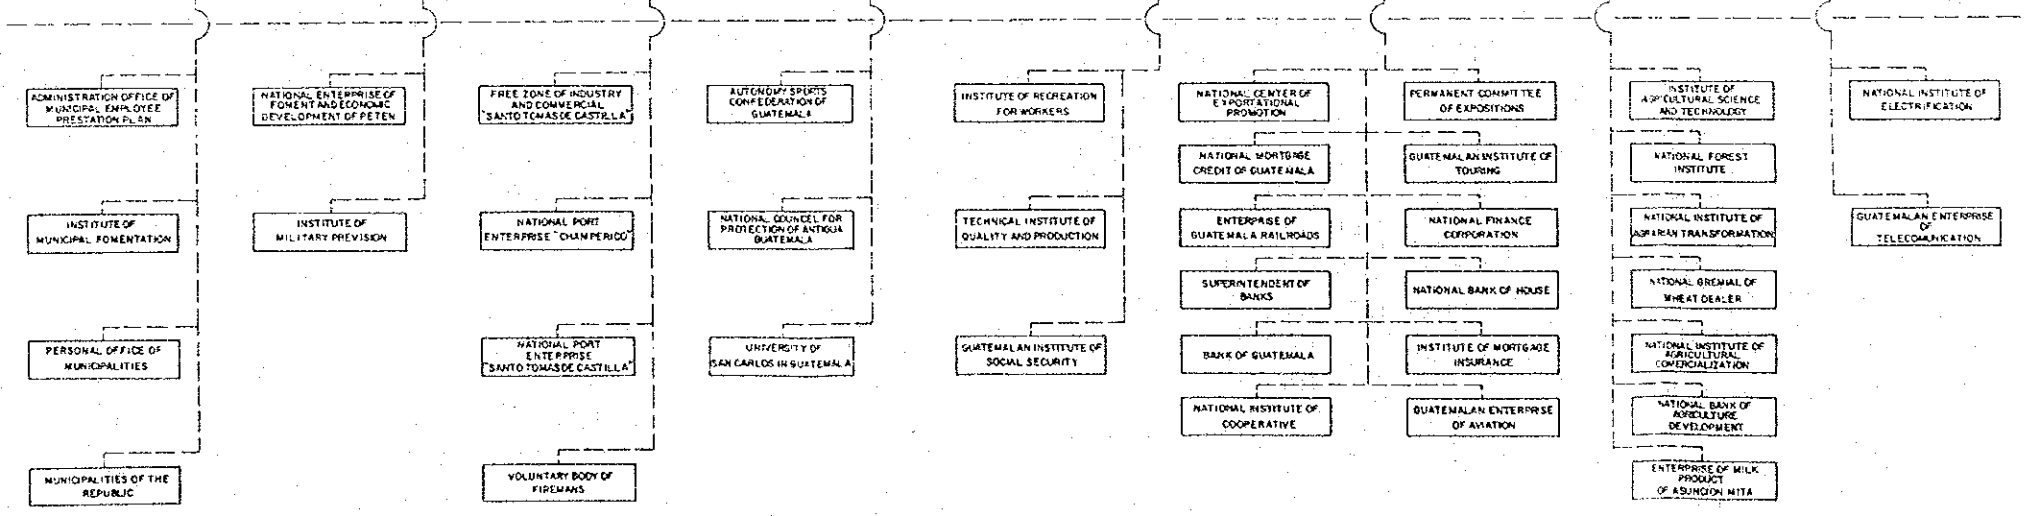 ADMINISTRATION OFFICE OF
MUNICIPAL EMPLOYEE
PRESTATION PLAN
INSTITUTE OF
MUNICIPAL FOMENTATION
PERSONAL OFFICE OF
MUNICIPALITIES
MUNICIPALITIES OF THE
REPUBLIC
NATIONAL ENTERPRISE OF
FOMENT AND ECONOMIC
DEVELOPMENT OF PETEN
INSTITUTE OF
MILITARY PREVISION
FREE ZONE OF INDUSTRY
AND COMMERCIAL
"SANTO TOMAS DE CASTILLA"
NATIONAL PORT
ENTERPRISE "CHAMPERICO"
NATIONAL PORT
ENTERPRISE
"SANTO TOMAS DE CASTILLA"
VOLUNTARY BODY OF
FIREMANS
AUTONOMY SPORTS
CONFEDERATION OF
GUATEMALA
NATIONAL COUNCEL FOR
PROTECTION OF ANTIGUA
GUATEMALA
UNIVERSITY OF
SAN CARLOS IN GUATEMALA
INSTITUTE OF RECREATION
FOR WORKERS
TECHNICAL INSTITUTE OF
QUALITY AND PRODUCTION
GUATEMALAN INSTITUTE OF
SOCIAL SECURITY
NATIONAL CENTER OF
EXPORTATIONAL
PROMOTION
NATIONAL MORTGAGE
CREDIT OF GUATEMALA
ENTERPRISE OF
GUATEMALA RAILROADS
SUPERINTENDENT OF
BANKS
BANK OF GUATEMALA
NATIONAL INSTITUTE OF
COOPERATIVE
PERMANENT COMMITTEE
OF EXPOSITIONS
GUATEMALAN INSTITUTE OF
TOURING
NATIONAL FINANCE
CORPORATION
NATIONAL BANK OF HOUSE
INSTITUTE OF MORTGAGE
INSURANCE
GUATEMALAN ENTERPRISE
OF AVIATION
INSTITUTE OF
AGRICULTURAL SCIENCE
AND TECHNOLOGY
NATIONAL FOREST
INSTITUTE
NATIONAL INSTITUTE OF
AGRARIAN TRANSFORMATION
NATIONAL GREMIAL OF
WHEAT DEALER
NATIONAL INSTITUTE OF
AGRICULTURAL
COMERCIALIZATION
NATIONAL BANK OF
AGRICULTURE
DEVELOPMENT
ENTERPRISE OF MILK
PRODUCT
OF ASUNCION MITA
NATIONAL INSTITUTE OF
ELECTRIFICATION
GUATEMALAN ENTERPRISE
OF
TELECOMUNICATION